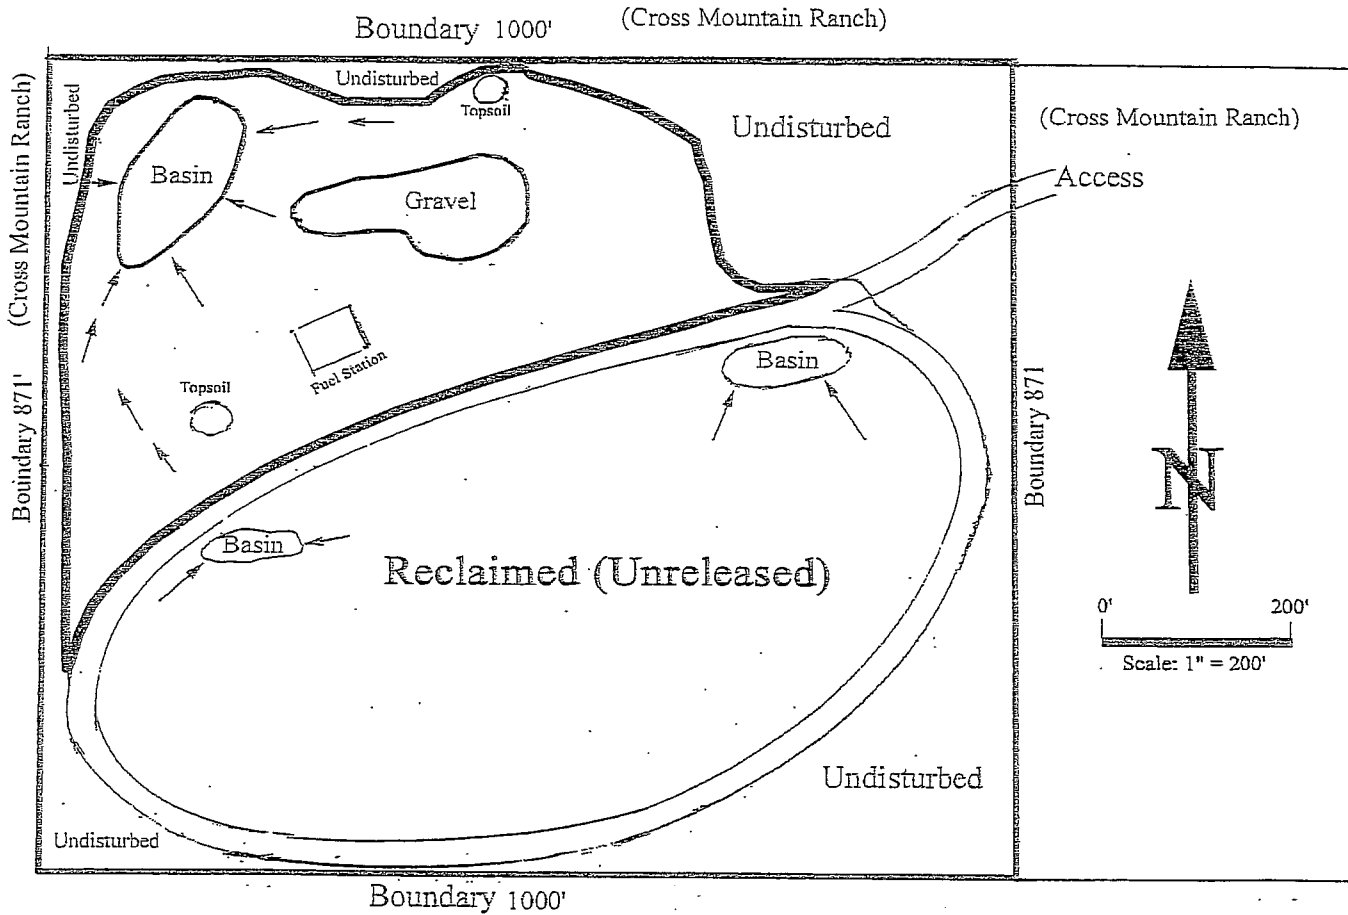 Boundary 1000'
(Cross Mountain Ranch)
Undisturbed
Topsoil
Undisturbed
Undisturbed
(Cross Mountain Ranch)
(Cross Mountain Ranch)
Access
Basin
Gravel
Fuel Station
Basin
Topsoil
Boundary 871'
Boundary 871
N
Basin
Reclaimed (Unreleased)
0'
200'
Scale: 1" = 200'
Undisturbed
Undisturbed
Boundary 1000'